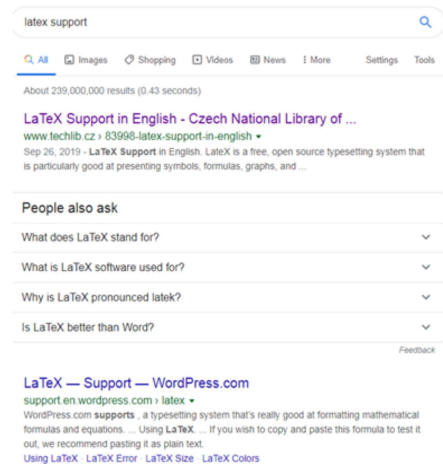 latex support
All Images Shopping Videos News More Settings Tools
About 239,000,000 results (0.43 seconds)
LaTeX Support in English - Czech National Library of ...
www.techlib.cz › 83998-latex-support-in-english
Sep 26, 2019 - LaTeX Support in English. LateX is a free, open source typesetting system that
is particularly good at presenting symbols, formulas, graphs, and ...
People also ask
What does LaTeX stand for?
What is LaTeX software used for?
Why is LaTeX pronounced latek?
Is LaTeX better than Word?
Feedback
LaTeX — Support — WordPress.com
support.en.wordpress.com › latex
WordPress.com supports , a typesetting system that's really good at formatting mathematical
formulas and equations. ... Using LaTeX. ... If you wish to copy and paste this formula to test it
out, we recommend pasting it as plain text.
Using LaTeX · LaTeX Error · LaTeX Size · LaTeX Colors